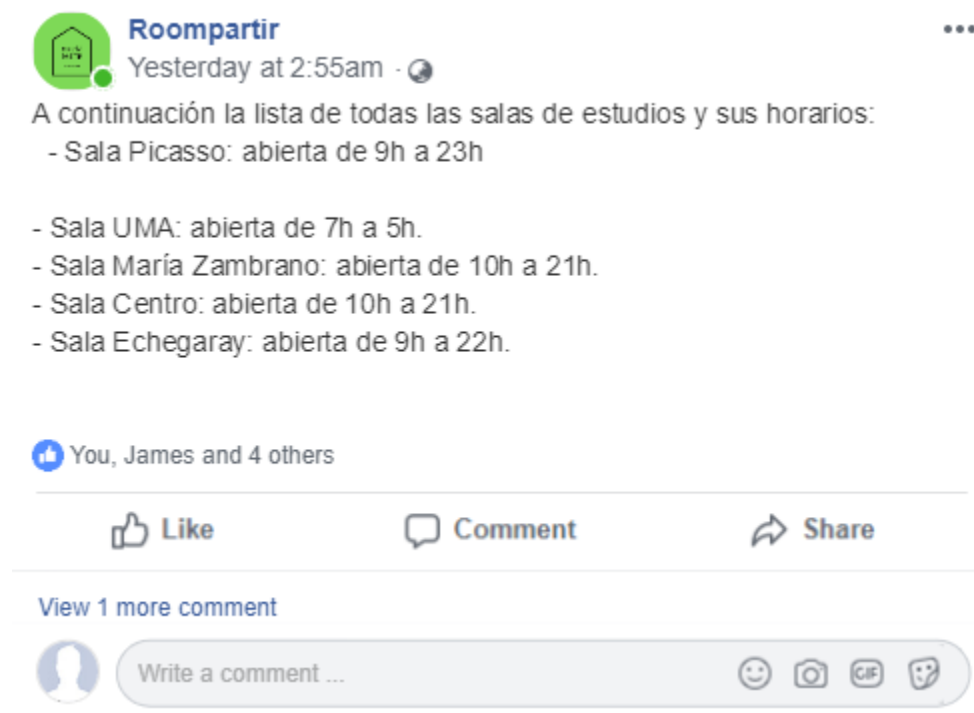 Roompartir
Yesterday at 2:55am ·
A continuación la lista de todas las salas de estudios y sus horarios:
- Sala Picasso: abierta de 9h a 23h
- Sala UMA: abierta de 7h a 5h.
- Sala María Zambrano: abierta de 10h a 21h.
- Sala Centro: abierta de 10h a 21h.
- Sala Echegaray: abierta de 9h a 22h.
You, James and 4 others
Like Comment Share
View 1 more comment
Write a comment ... GIF